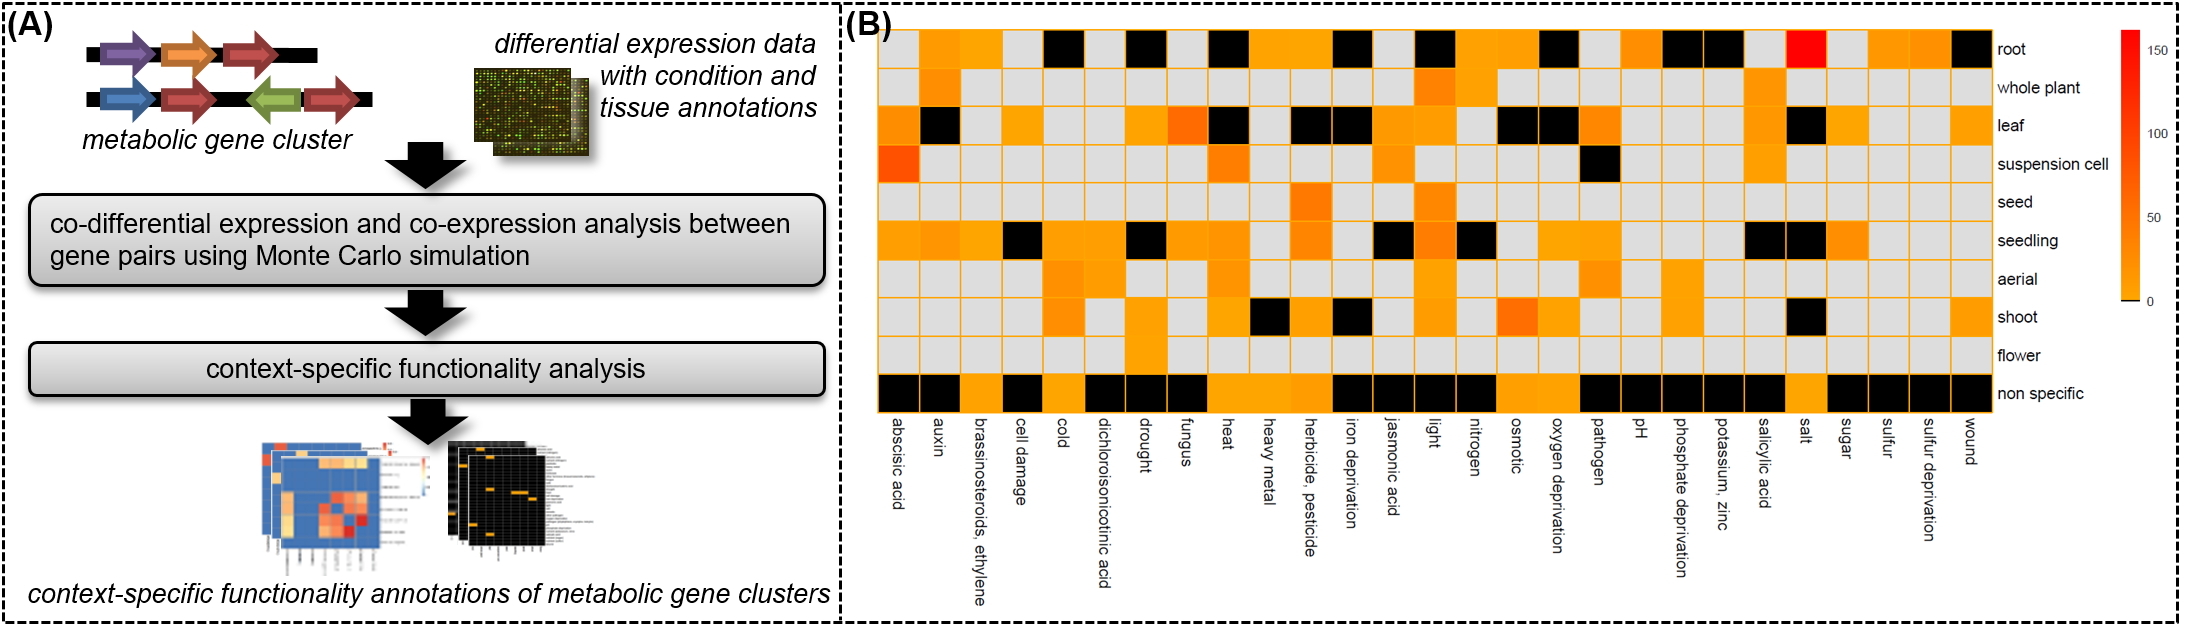 (A)
differential expression data
with condition and
tissue annotations
metabolic gene cluster
co-differential expression and co-expression analysis between
gene pairs using Monte Carlo simulation
context-specific functionality analysis
context-specific functionality annotations of metabolic gene clusters
(B)
root
whole plant
leaf
suspension cell
seed
seedling
aerial
shoot
flower
non specific
abscisic acid
auxin
brassinosteroids, ethylene
cell damage
cold
dichloroisonicotinic acid
drought
fungus
heat
heavy metal
herbicide, pesticide
iron deprivation
jasmonic acid
light
nitrogen
osmotic
oxygen deprivation
pathogen
pH
phosphate deprivation
potassium, zinc
salicylic acid
salt
sugar
sulfur
sulfur deprivation
wound
150
100
50
0